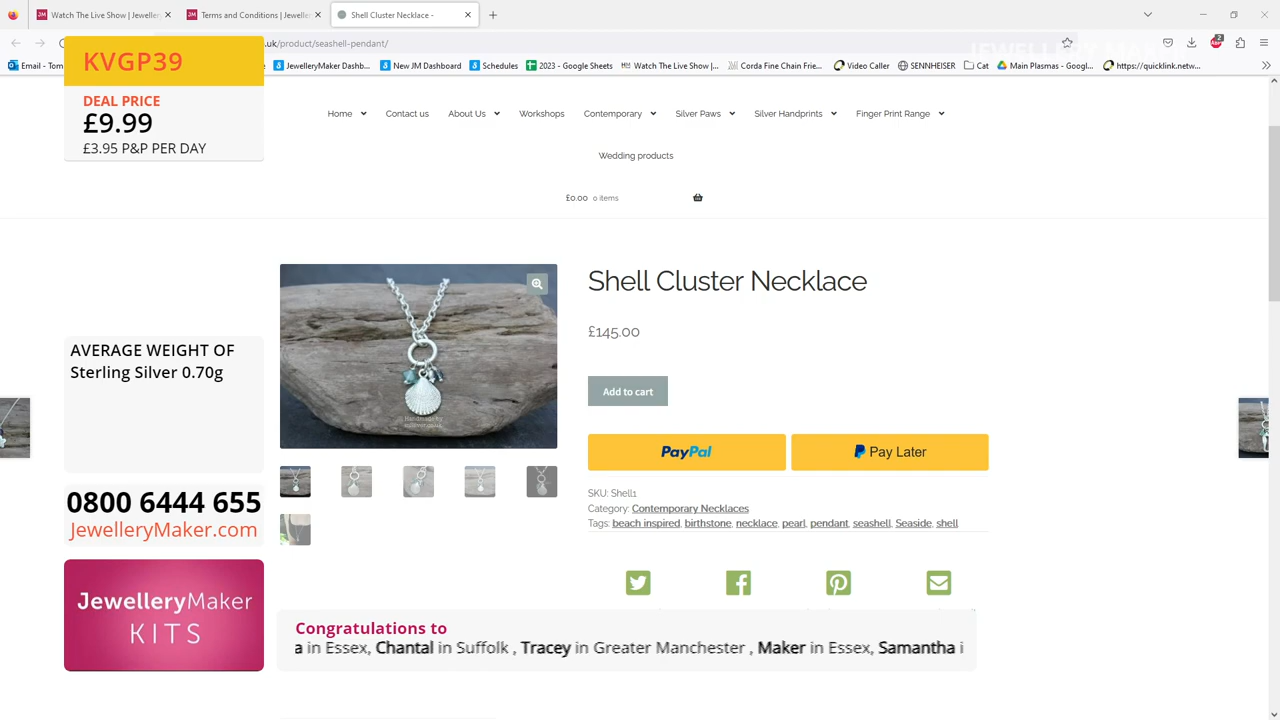 Watch The Live Show | Jewellery
Terms and Conditions | Jewelle
Shell Cluster Necklace -
.uk/product/seashell-pendant/
2
JEWELLERY MAKER
Email - Tom
JewelleryMaker Dashb...
New JM Dashboard
Schedules
2023 - Google Sheets
Watch The Live Show |...
Corda Fine Chain Frie...
Video Caller
SENNHEISER
Cat
Main Plasmas - Googl...
https://quicklink.netw...
KVGP39
DEAL PRICE
£9.99
£3.95 P&P PER DAY
Home
Contact us
About Us
Workshops
Contemporary
Silver Paws
Silver Handprints
Finger Print Range
Wedding products
£0.00 0 items
Shell Cluster Necklace
£145.00
Add to cart
PayPal
Pay Later
SKU: Shell1
Category: Contemporary Necklaces
Tags: beach inspired, birthstone, necklace, pearl, pendant, seashell, Seaside, shell
AVERAGE WEIGHT OF
Sterling Silver 0.70g
0800 6444 655
JewelleryMaker.com
JewelleryMaker
KITS
Congratulations to
a in Essex, Chantal in Suffolk , Tracey in Greater Manchester , Maker in Essex, Samantha i